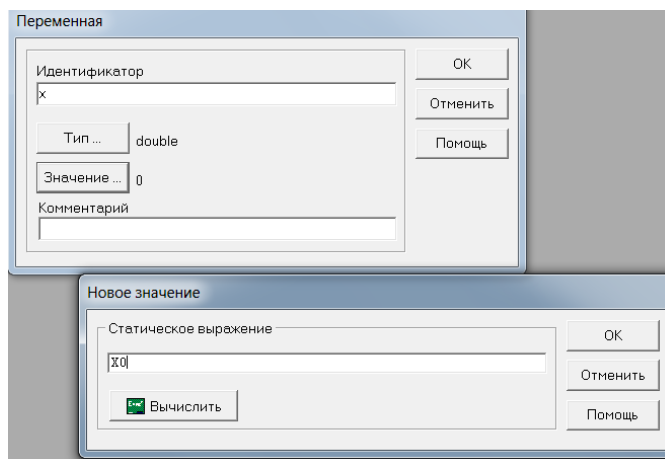 Переменная
Идентификатор
x
Тип ... double
Значение ... 0
Комментарий
OK
Отменить
Помощь
Новое значение
Статическое выражение
X0
Вычислить
OK
Отменить
Помощь